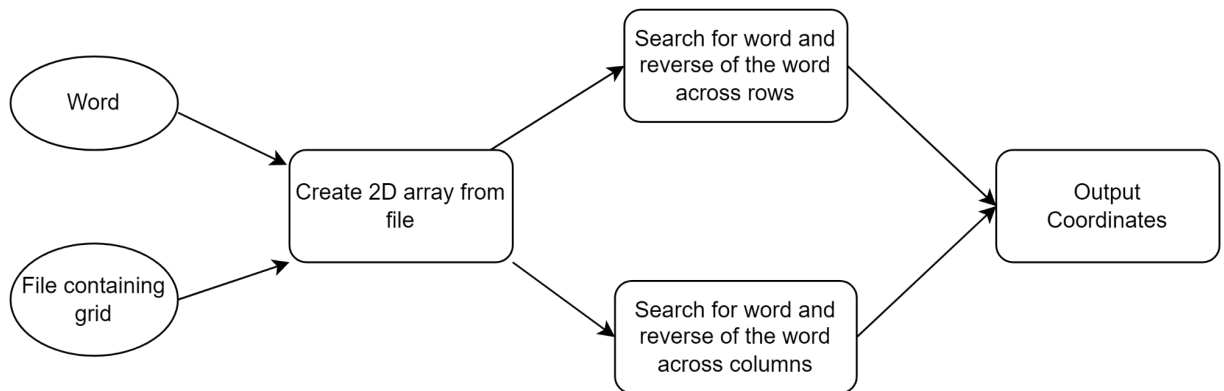 Word
File containing
grid
Create 2D array from
file
Search for word and
reverse of the word
across rows
Search for word and
reverse of the word
across columns
Output
Coordinates